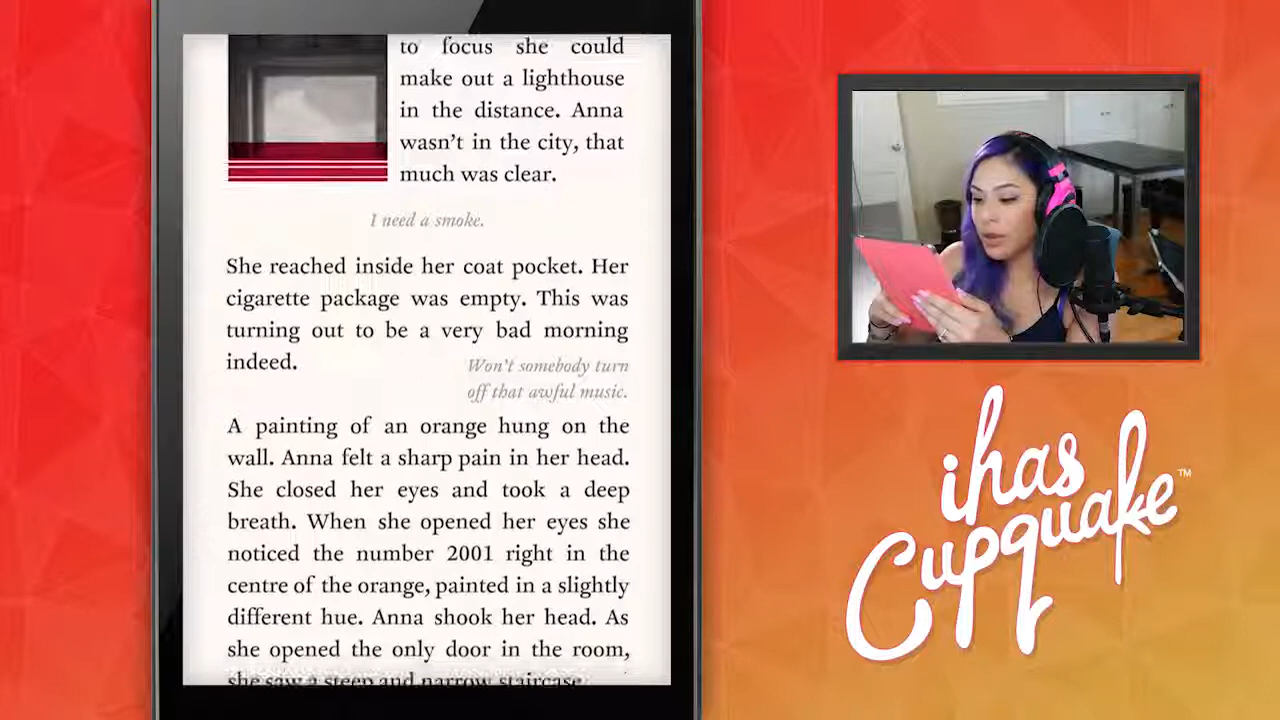 to focus she could
make out a lighthouse
in the distance. Anna
wasn't in the city, that
much was clear.
I need a smoke.
She reached inside her coat pocket. Her
cigarette package was empty. This was
turning out to be a very bad morning
indeed.
Won't somebody turn
off that awful music.
A painting of an orange hung on the
wall. Anna felt a sharp pain in her head.
She closed her eyes and took a deep
breath. When she opened her eyes she
noticed the number 2001 right in the
centre of the orange, painted in a slightly
different hue. Anna shook her head. As
she opened the only door in the room,
she saw a steep and narrow staircase
ihas
Cupquake™